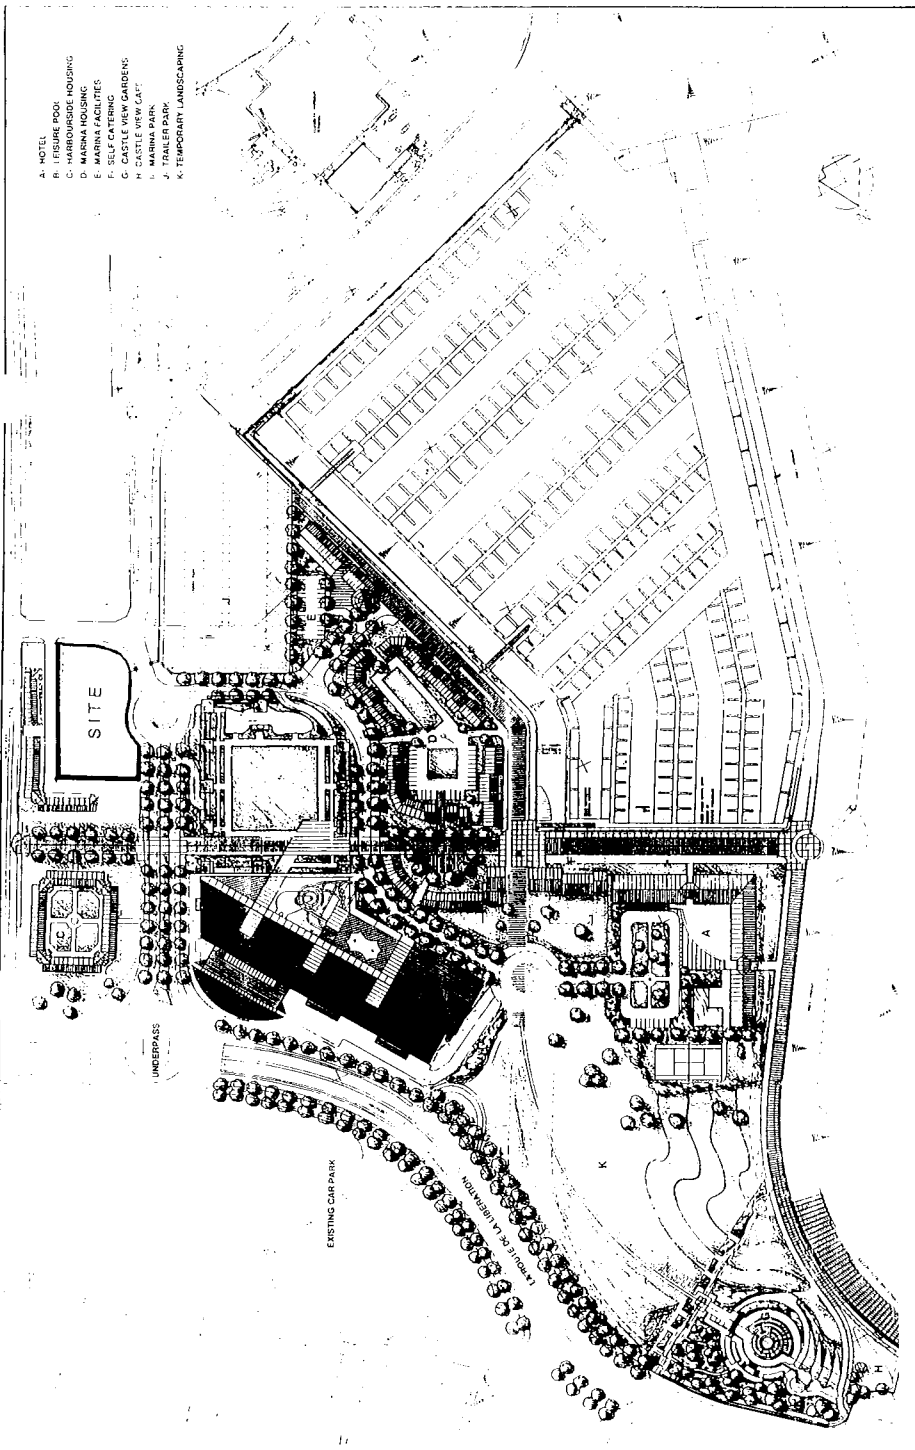 A- HOTEL
B- LEISURE POOL
C- HARBOURSIDE HOUSING
D- MARINA HOUSING
E- MARINA FACILITIES
F- SELF CATERING
G- CASTLE VIEW GARDENS
H- CASTLE VIEW CAFE
I- MARINA PARK
J- TRAILER PARK
K- TEMPORARY LANDSCAPING
SITE
C
J
E
D
A
UNDERPASS
EXISTING CAR PARK
LA ROUTE DE LA LIBERATION
K
G
H